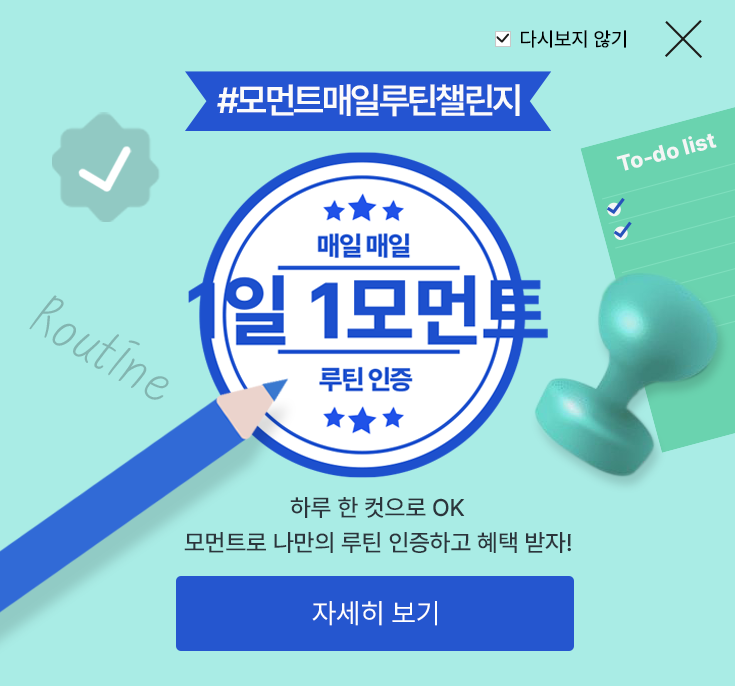 다시보지 않기
#모먼트매일루틴챌린지
To-do list
매일 매일
1일 1모먼트
Routine
루틴 인증
하루 한 컷으로 OK
모먼트로 나만의 루틴 인증하고 혜택 받자!
자세히 보기